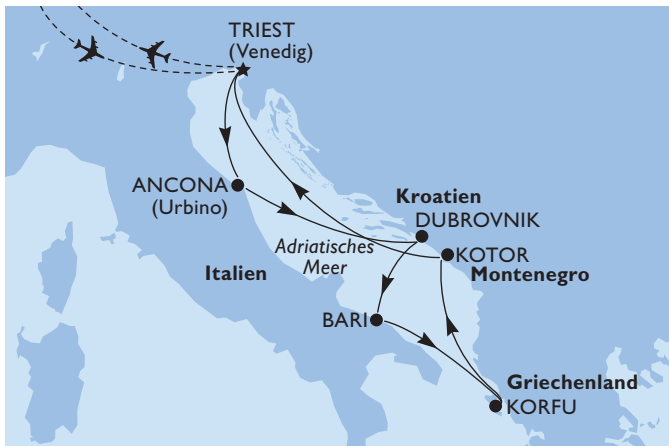 TRIEST
(Venedig)
ANCONA
(Urbino)
Kroatien
DUBROVNIK
Adriatisches
Meer
KOTOR
Montenegro
Italien
BARI
Griechenland
KORFU